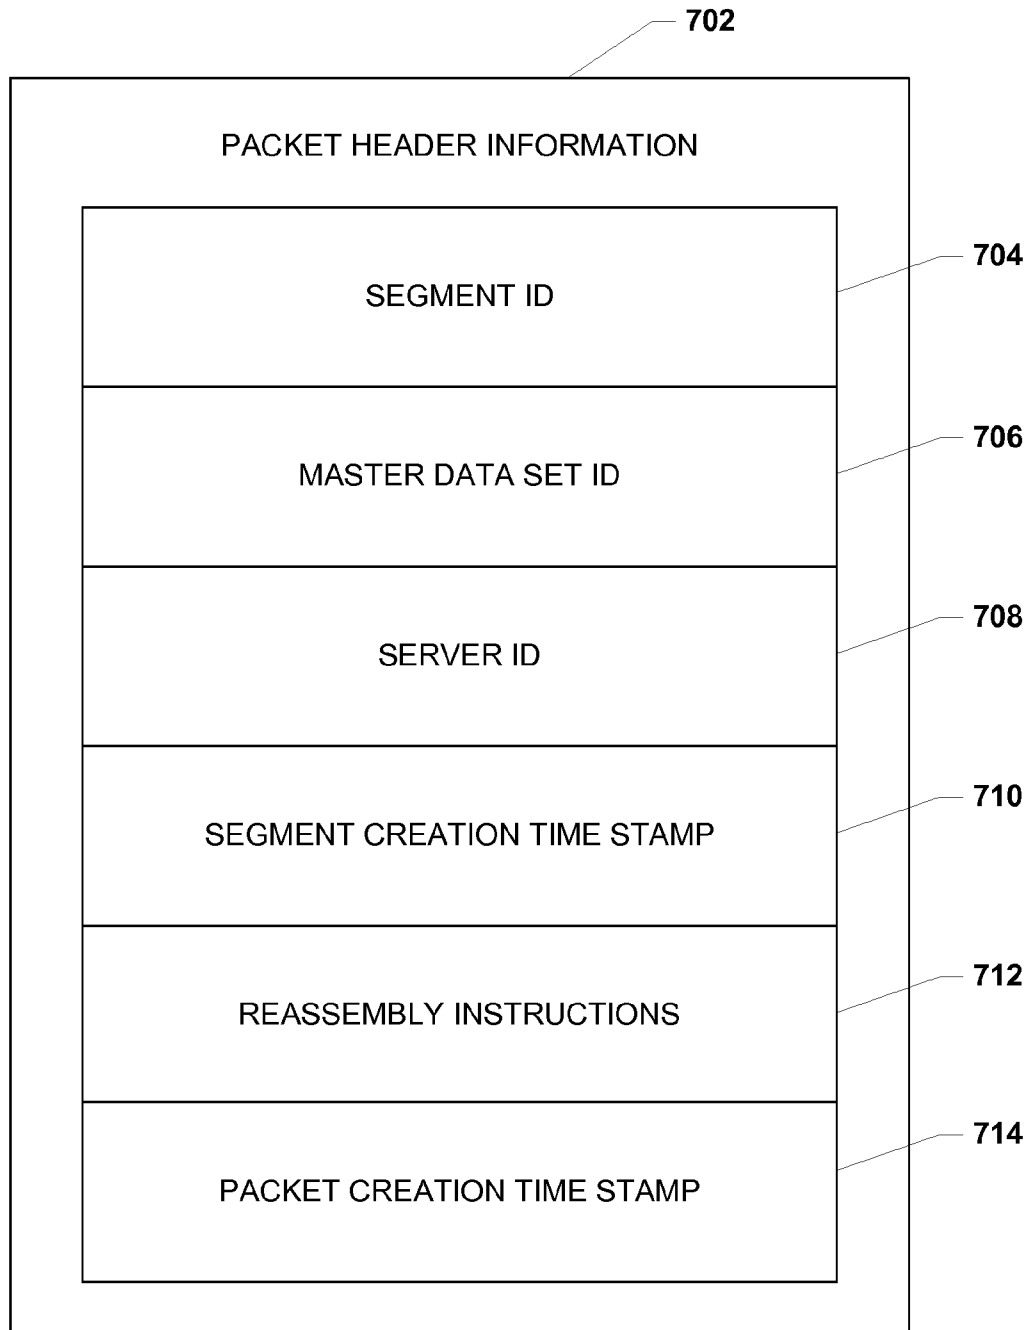 702
PACKET HEADER INFORMATION
704
SEGMENT ID
706
MASTER DATA SET ID
708
SERVER ID
710
SEGMENT CREATION TIME STAMP
712
REASSEMBLY INSTRUCTIONS
714
PACKET CREATION TIME STAMP